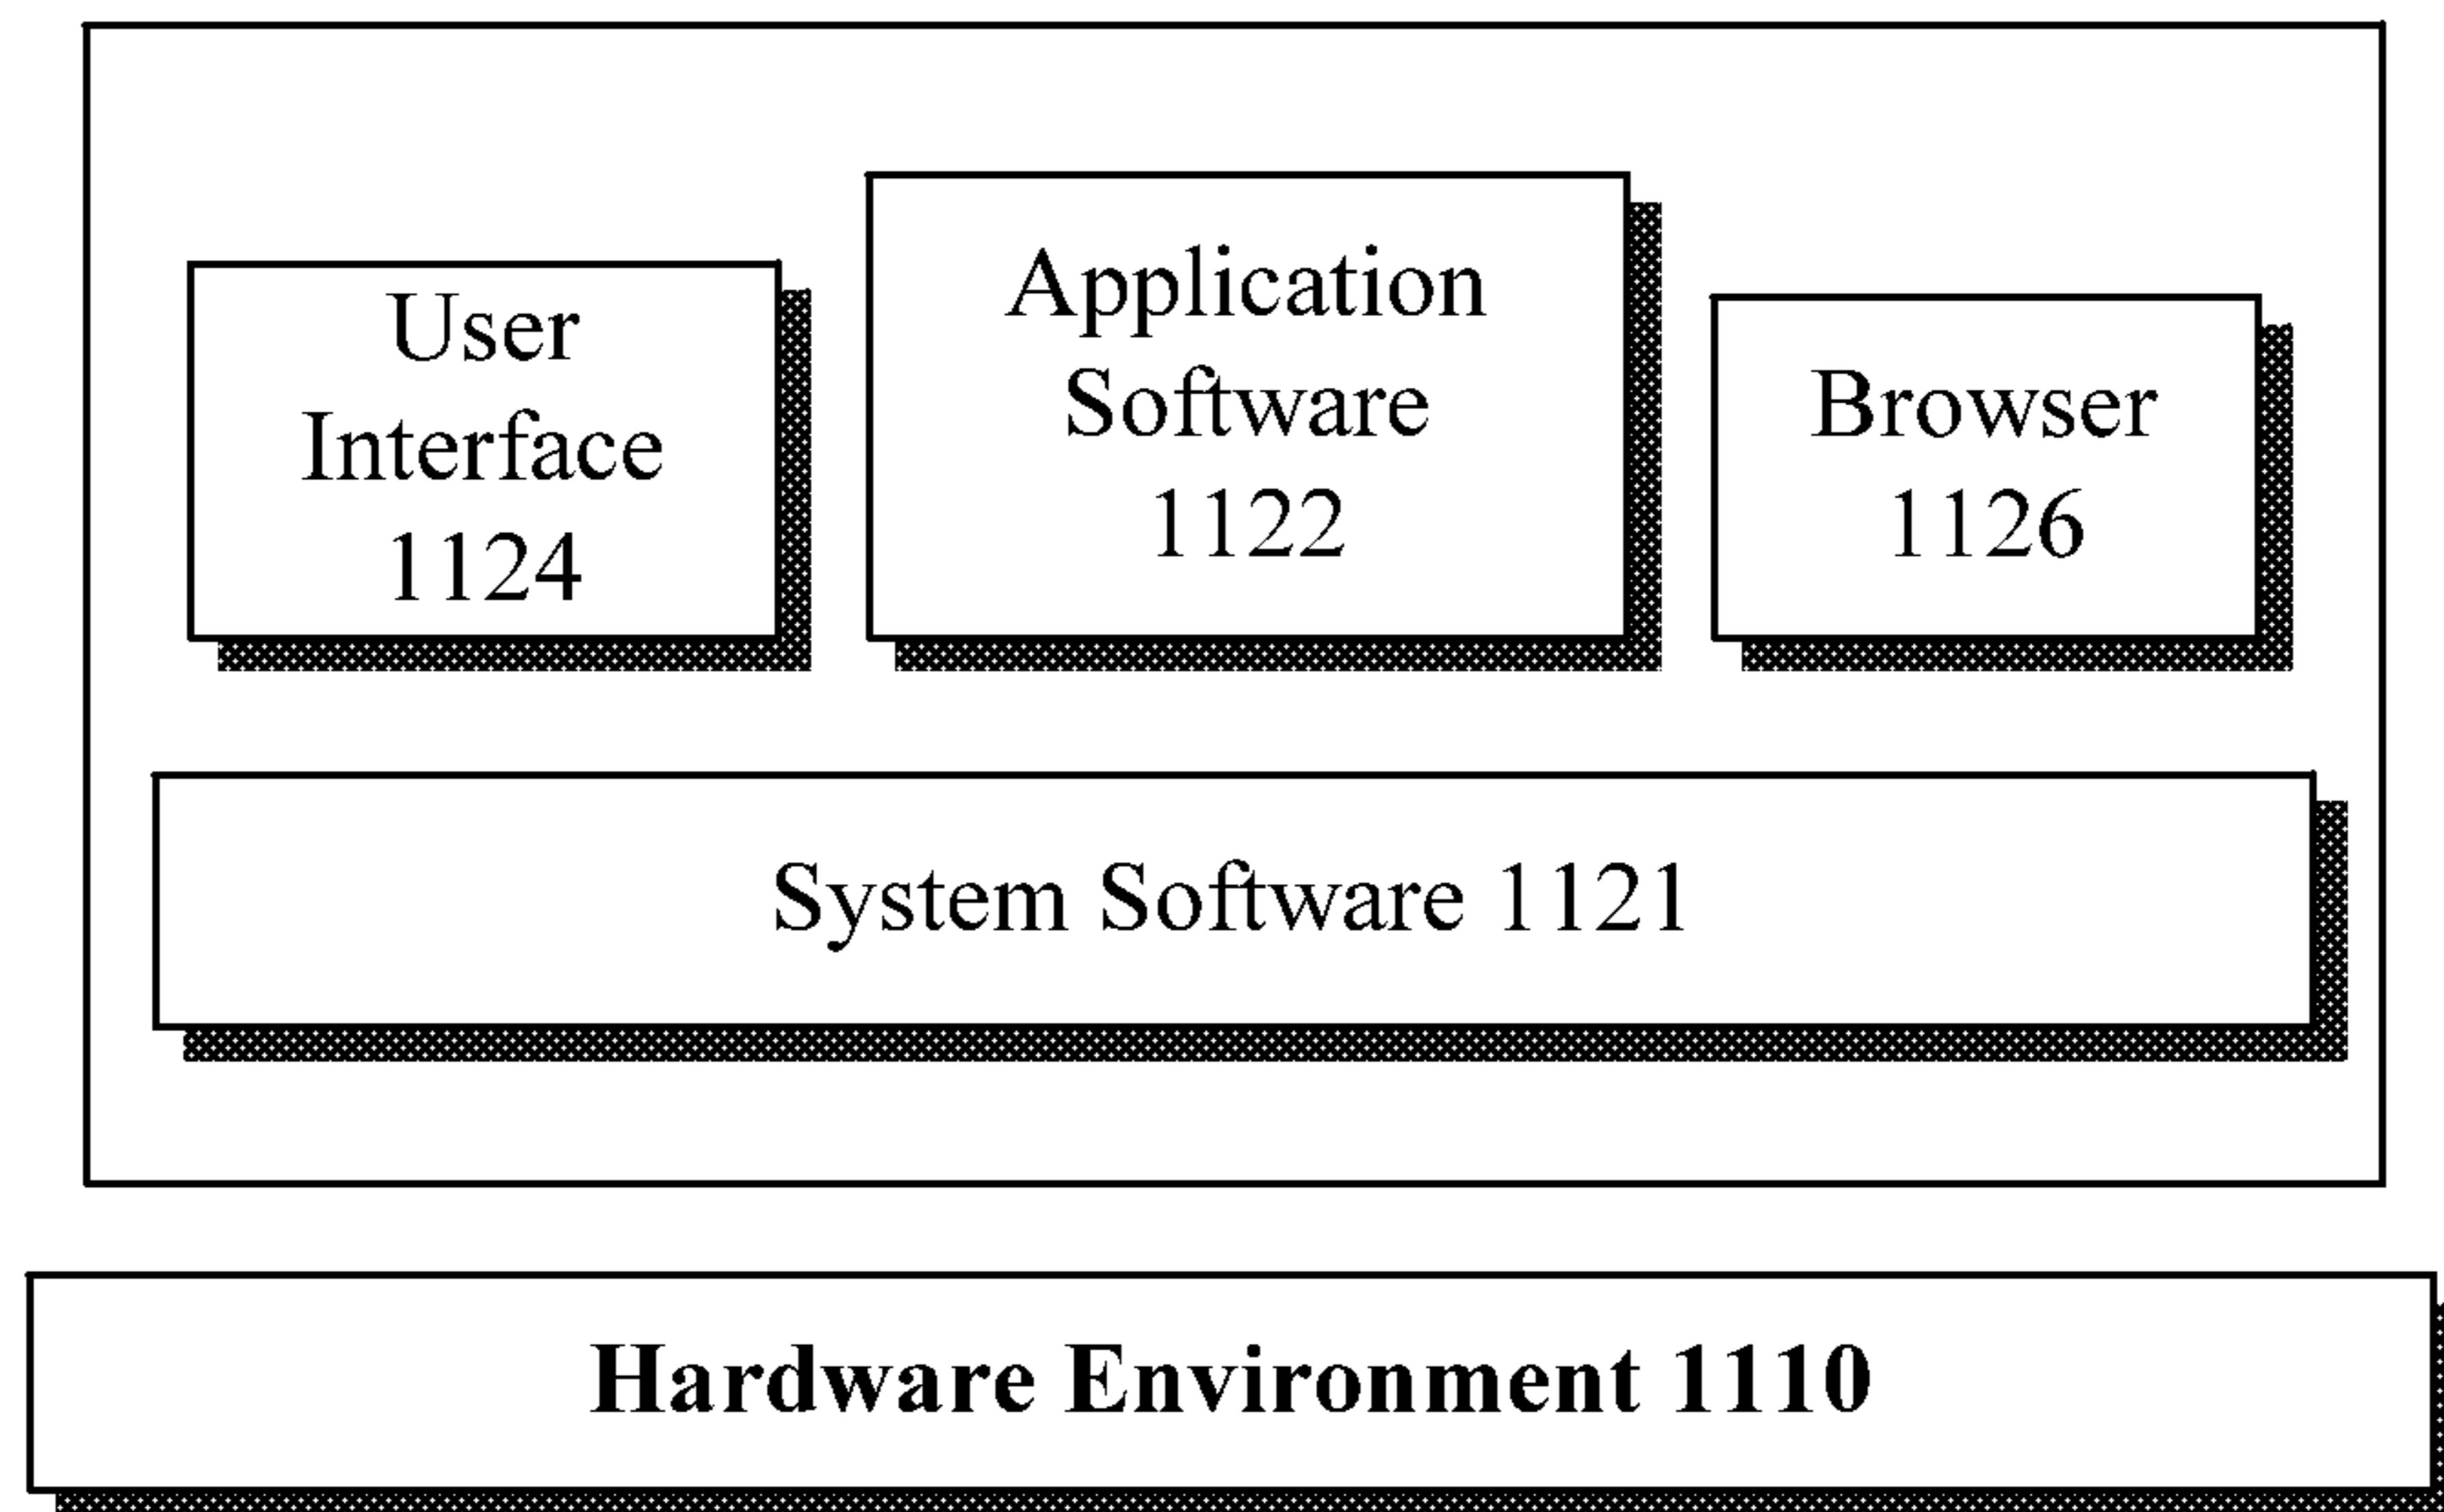 User
Interface
1124
Application
Software
1122
Browser
1126
System Software 1121
Hardware Environment 1110